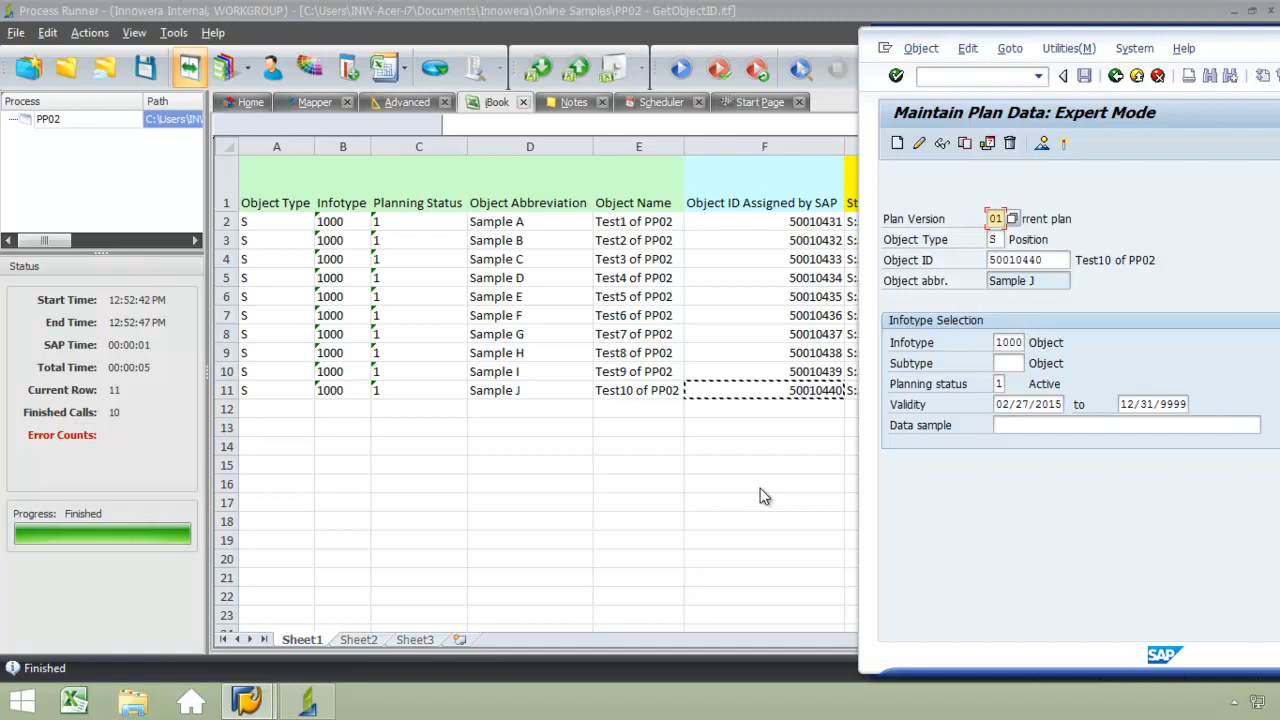 Process Runner - (Innowera Internal, WORKGROUP) - [C:\Users\INW-Acer-i7\Documents\Innowera\Online Samples\PP02 - GetObjectID.itf]
File Edit Actions View Tools Help
Process Path
PP02 C:\Users\INW
Status
Start Time: 12:52:42 PM
End Time: 12:52:47 PM
SAP Time: 00:00:01
Total Time: 00:00:05
Current Row: 11
Finished Calls: 10
Error Counts:
Progress: Finished
Home Mapper Advanced iBook Notes Scheduler Start Page
A B C D E F
1 Object Type Infotype Planning Status Object Abbreviation Object Name Object ID Assigned by SAP St
2 S 1000 1 Sample A Test1 of PP02 50010431 S:
3 S 1000 1 Sample B Test2 of PP02 50010432 S:
4 S 1000 1 Sample C Test3 of PP02 50010433 S:
5 S 1000 1 Sample D Test4 of PP02 50010434 S:
6 S 1000 1 Sample E Test5 of PP02 50010435 S:
7 S 1000 1 Sample F Test6 of PP02 50010436 S:
8 S 1000 1 Sample G Test7 of PP02 50010437 S:
9 S 1000 1 Sample H Test8 of PP02 50010438 S:
10 S 1000 1 Sample I Test9 of PP02 50010439 S:
11 S 1000 1 Sample J Test10 of PP02 50010440 S:
12
13
14
15
16
17
18
19
20
21
22
23
Sheet1 Sheet2 Sheet3
Object Edit Goto Utilities(M) System Help
Maintain Plan Data: Expert Mode
Plan Version 01 rrent plan
Object Type S Position
Object ID 50010440 Test10 of PP02
Object abbr. Sample J
Infotype Selection
Infotype 1000 Object
Subtype Object
Planning status 1 Active
Validity 02/27/2015 to 12/31/9999
Data sample
SAP
Finished